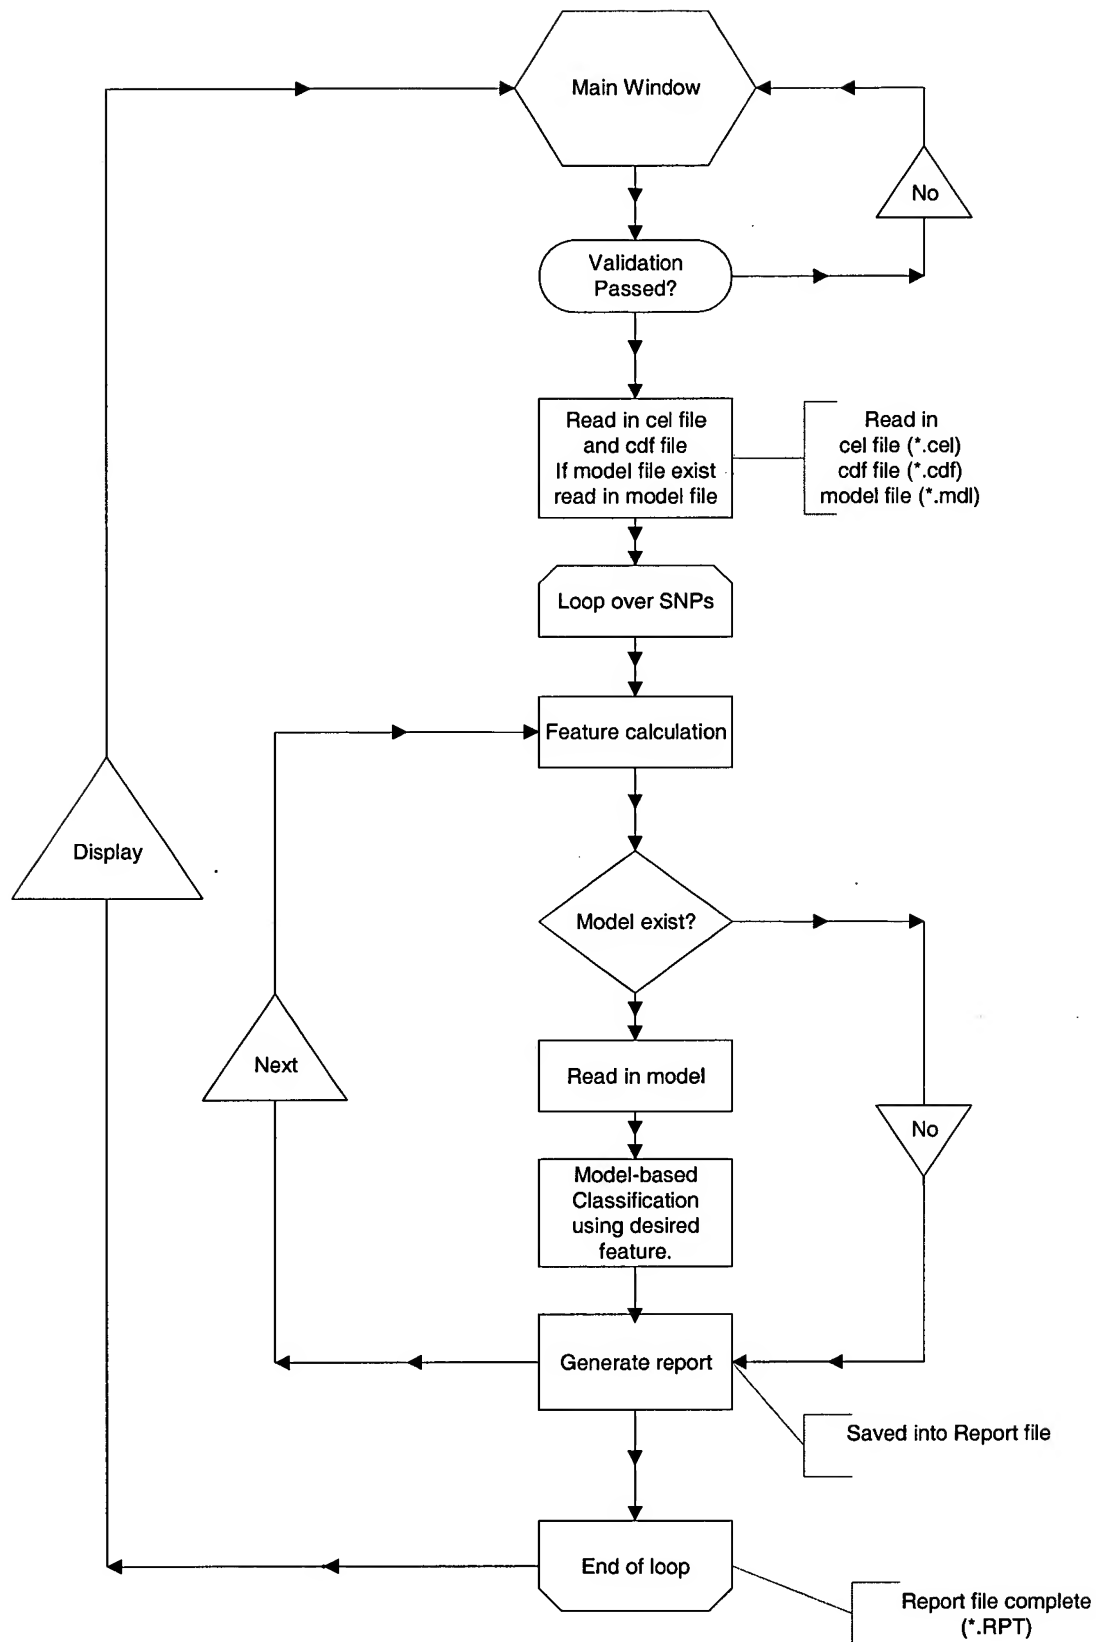 Main Window
No
Validation
Passed?
Read in cel file
and cdf file
If model file exist
read in model file
Read in
cel file (*.cel)
cdf file (*.cdf)
model file (*.mdl)
Loop over SNPs
Feature calculation
Display
Model exist?
Next
Read in model
No
Model-based
Classification
using desired
feature.
Generate report
Saved into Report file
End of loop
Report file complete
(*.RPT)